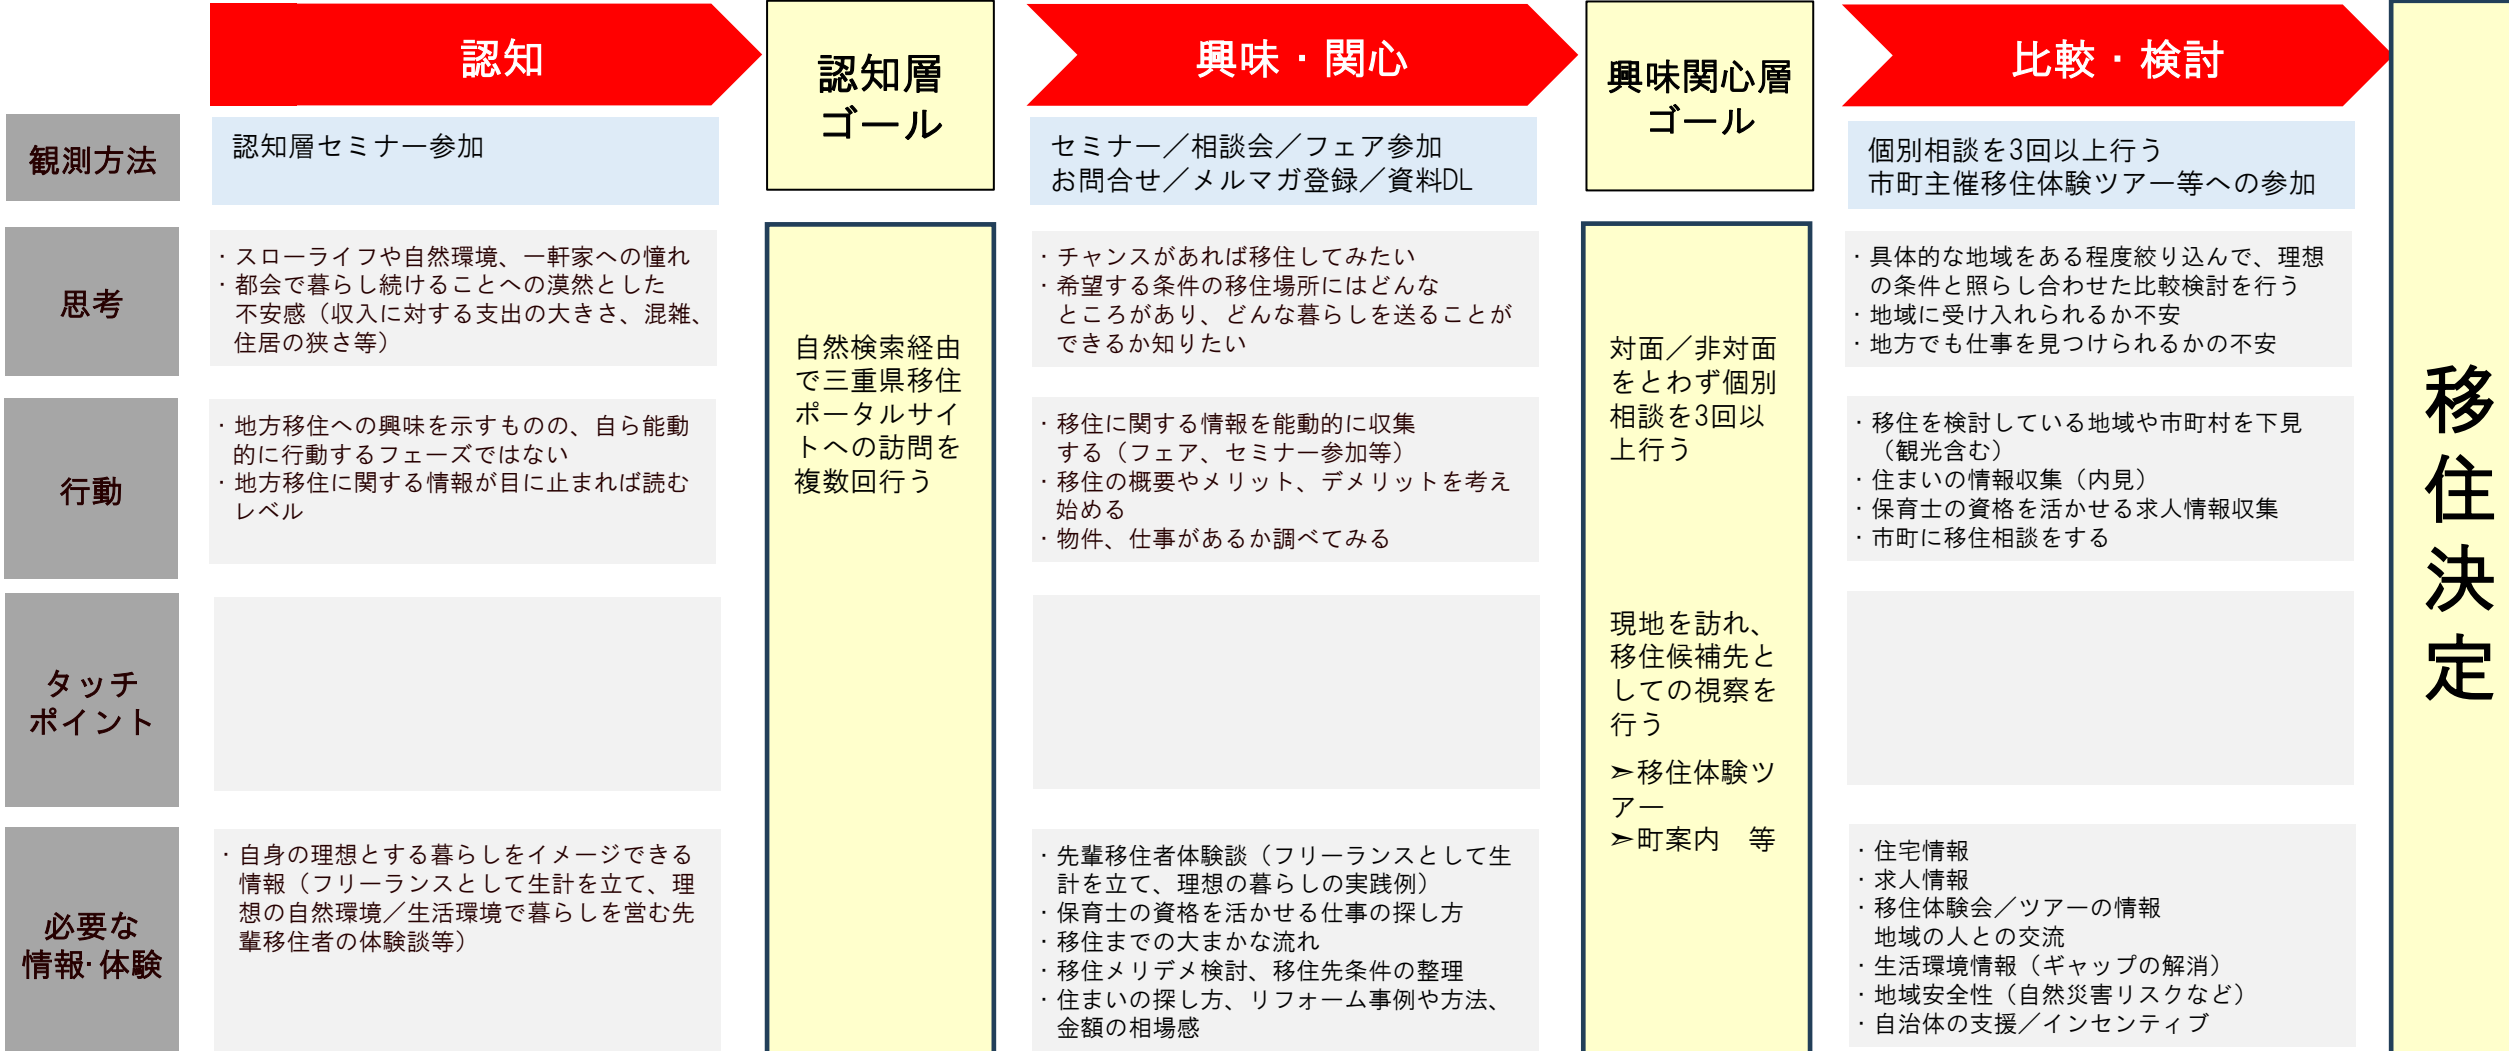 認知
認知層
ゴール
興味・関心
興味関心層
ゴール
比較・検討
観測方法
認知層セミナー参加
セミナー／相談会／フェア参加
お問合せ／メルマガ登録／資料DL
個別相談を3回以上行う
市町主催移住体験ツアー等への参加
思考
・スローライフや自然環境、一軒家への憧れ
・都会で暮らし続けることへの漠然とした
不安感（収入に対する支出の大きさ、混雑、
住居の狭さ等）
自然検索経由
で三重県移住
ポータルサイ
トへの訪問を
複数回行う
・チャンスがあれば移住してみたい
・希望する条件の移住場所にはどんな
ところがあり、どんな暮らしを送ることが
できるか知りたい
対面／非対面
をとわず個別
相談を3回以
上行う
現地を訪れ、
移住候補先と
しての視察を
行う
➣移住体験ツ
アー
➣町案内　等
・具体的な地域をある程度絞り込んで、理想
の条件と照らし合わせた比較検討を行う
・地域に受け入れられるか不安
・地方でも仕事を見つけられるかの不安
移住決定
行動
・地方移住への興味を示すものの、自ら能動
的に行動するフェーズではない
・地方移住に関する情報が目に止まれば読む
レベル
・移住に関する情報を能動的に収集
する（フェア、セミナー参加等）
・移住の概要やメリット、デメリットを考え
始める
・物件、仕事があるか調べてみる
・移住を検討している地域や市町村を下見
（観光含む）
・住まいの情報収集（内見）
・保育士の資格を活かせる求人情報収集
・市町に移住相談をする
タッチ
ポイント
必要な
情報・体験
・自身の理想とする暮らしをイメージできる
情報（フリーランスとして生計を立て、理
想の自然環境／生活環境で暮らしを営む先
輩移住者の体験談等）
・先輩移住者体験談（フリーランスとして生
計を立て、理想の暮らしの実践例）
・保育士の資格を活かせる仕事の探し方
・移住までの大まかな流れ
・移住メリデメ検討、移住先条件の整理
・住まいの探し方、リフォーム事例や方法、
金額の相場感
・住宅情報
・求人情報
・移住体験会／ツアーの情報
地域の人との交流
・生活環境情報（ギャップの解消）
・地域安全性（自然災害リスクなど）
・自治体の支援／インセンティブ